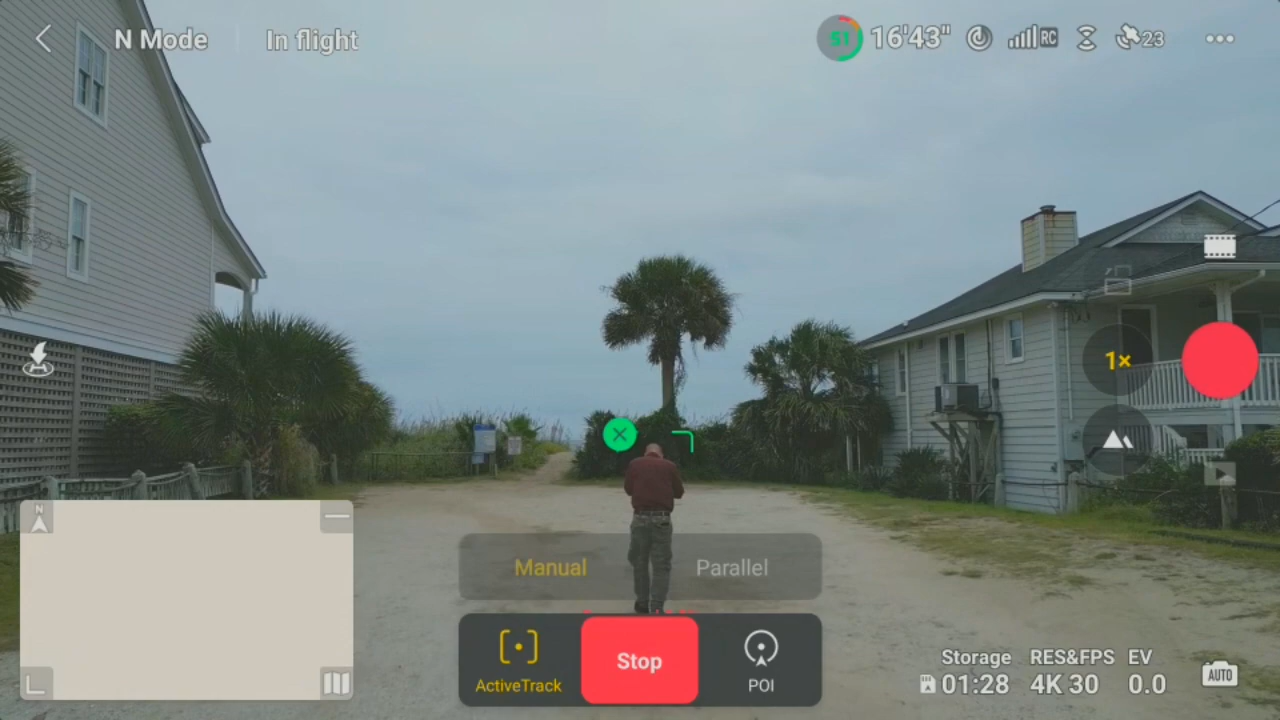 N Mode
In flight
51
16'43"
RC
23
1×
N
Manual
Parallel
Stop
ActiveTrack
POI
Storage
RES&FPS
EV
01:28
4K 30
0.0
AUTO